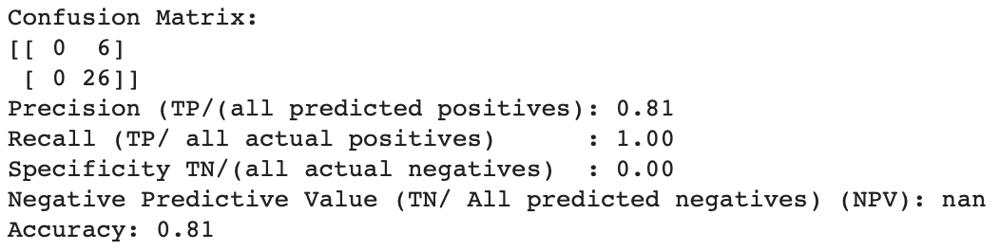 Confusion Matrix:
[[ 0  6]
 [ 0 26]]
Precision (TP/(all predicted positives): 0.81
Recall (TP/ all actual positives)      : 1.00
Specificity TN/(all actual negatives)  : 0.00
Negative Predictive Value (TN/ All predicted negatives) (NPV): nan
Accuracy: 0.81